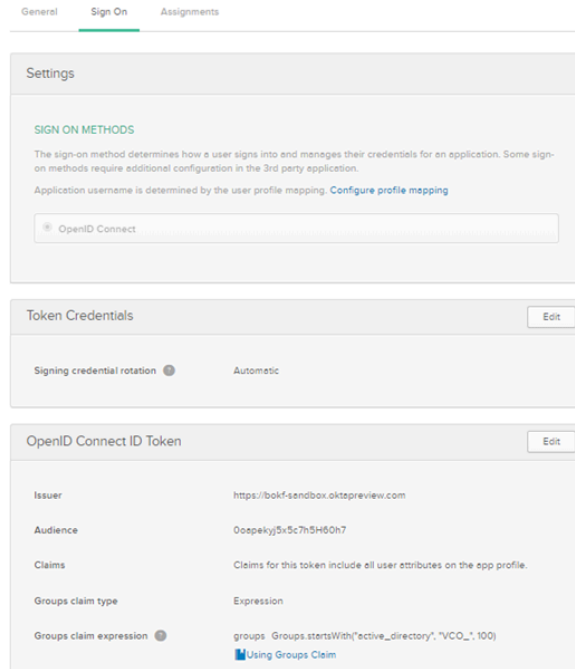 General Sign On Assignments
Settings
SIGN ON METHODS
The sign-on method determines how a user signs into and manages their credentials for an application. Some sign-
on methods require additional configuration in the 3rd party application.
Application username is determined by the user profile mapping. Configure profile mapping
OpenID Connect
Token Credentials Edit
Signing credential rotation ? Automatic
OpenID Connect ID Token Edit
Issuer https://bokf-sandbox.oktapreview.com
Audience 0oapekyj5x5c7h5H60h7
Claims Claims for this token include all user attributes on the app profile.
Groups claim type Expression
Groups claim expression ? groups Groups.startsWith("active_directory", "VCO_", 100)
Using Groups Claim